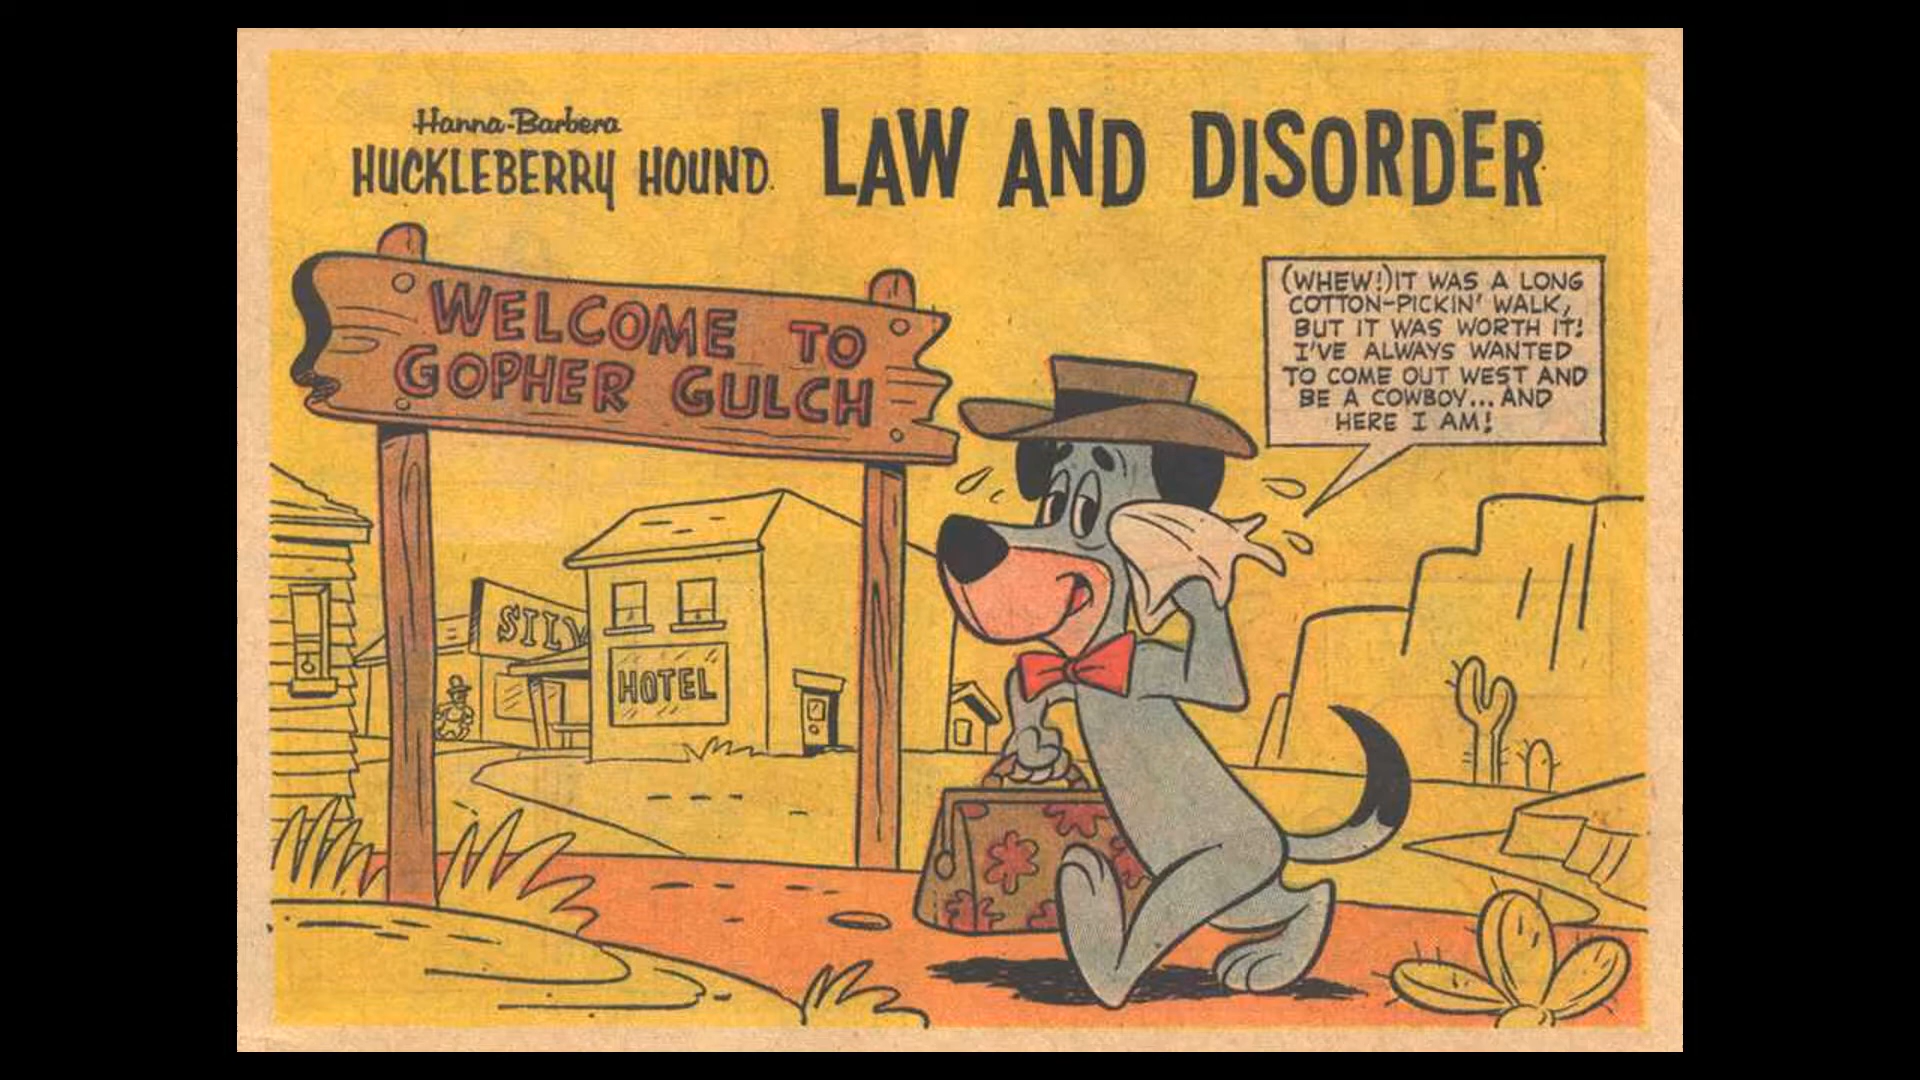 Hanna-Barbera
HUCKLEBERRY HOUND
LAW AND DISORDER
WELCOME TO
GOPHER GULCH
(WHEW!) IT WAS A LONG
COTTON-PICKIN' WALK,
BUT IT WAS WORTH IT!
I'VE ALWAYS WANTED
TO COME OUT WEST AND
BE A COWBOY... AND
HERE I AM!
SILV
HOTEL